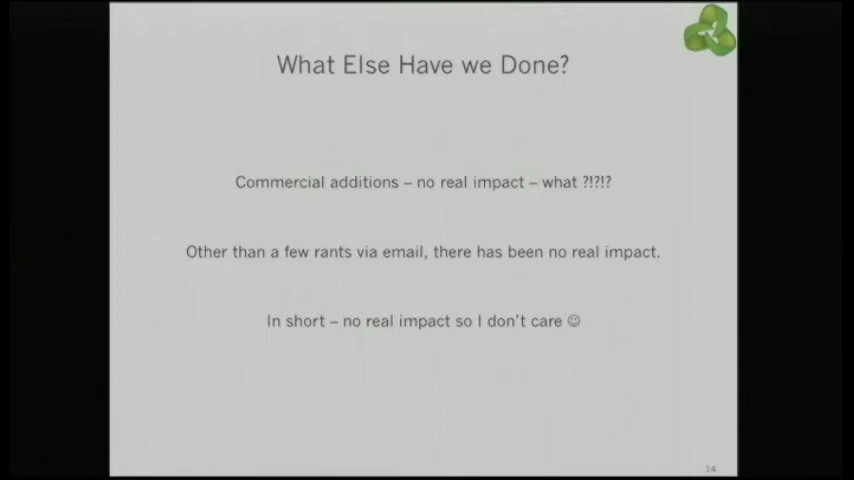 What Else Have we Done?
Commercial additions – no real impact – what ?!?!?
Other than a few rants via email, there has been no real impact.
In short – no real impact so I don't care ☺
14